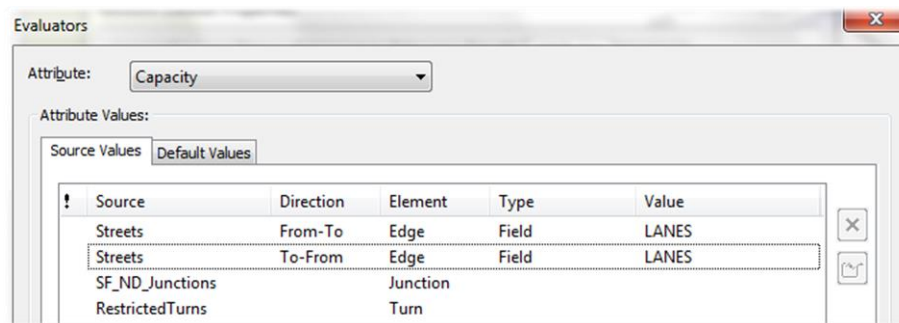 Evaluators
Attribute: Capacity
Attribute Values:
Source Values Default Values
! Source Direction Element Type Value
Streets From-To Edge Field LANES
Streets To-From Edge Field LANES
SF_ND_Junctions Junction
RestrictedTurns Turn